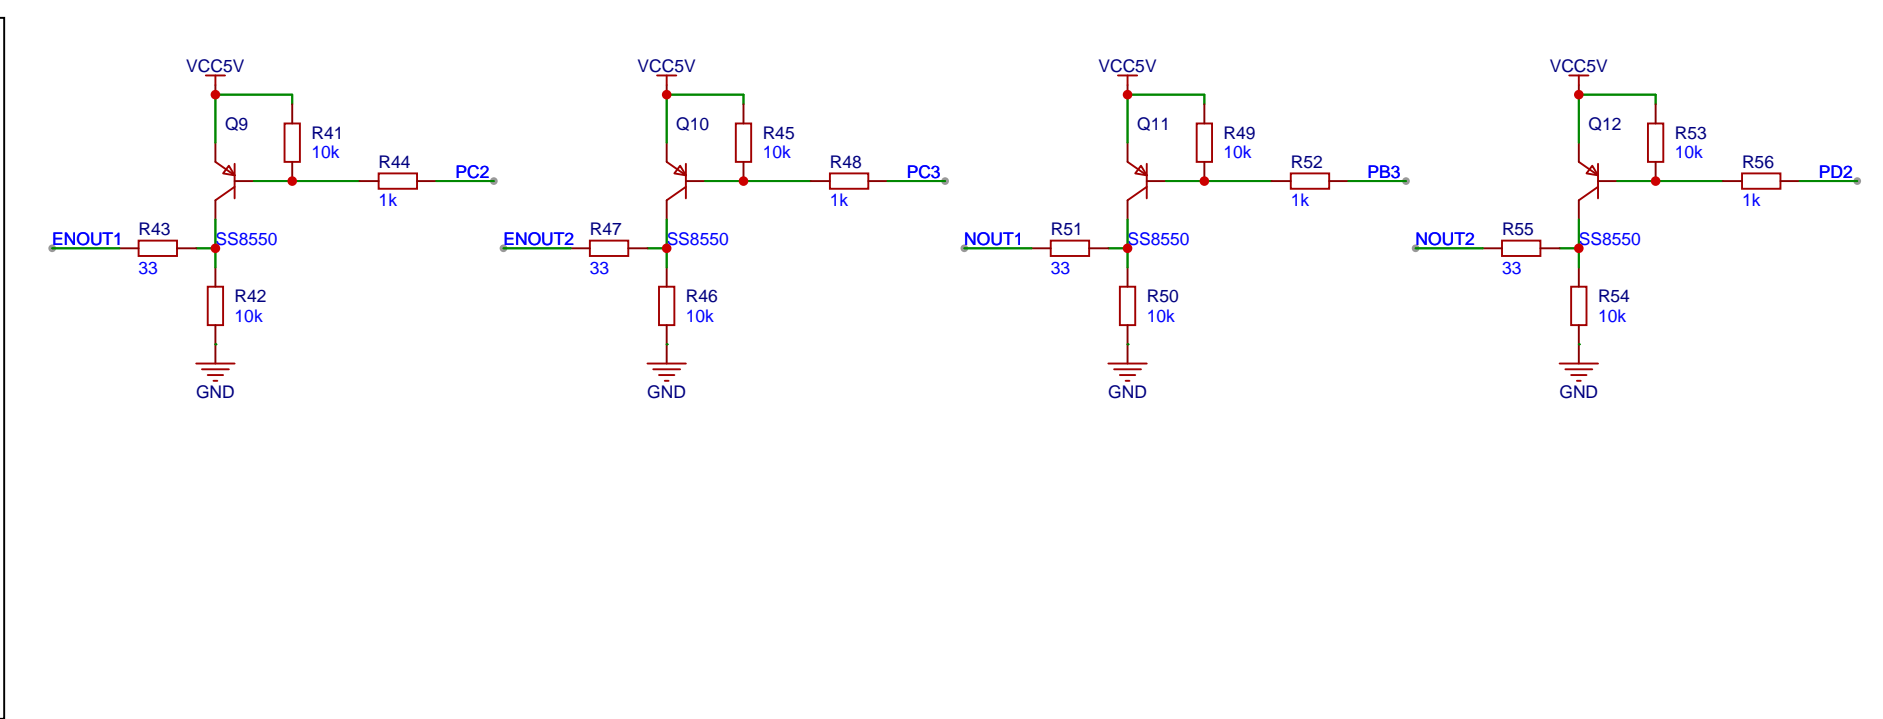 VCC5V
Q9
R41
10k
R44
1k
PC2
ENOUT1
R43
33
SS8550
R42
10k
GND
VCC5V
Q10
R45
10k
R48
1k
PC3
ENOUT2
R47
33
SS8550
R46
10k
GND
VCC5V
Q11
R49
10k
R52
1k
PB3
NOUT1
R51
33
SS8550
R50
10k
GND
VCC5V
Q12
R53
10k
R56
1k
PD2
NOUT2
R55
33
SS8550
R54
10k
GND